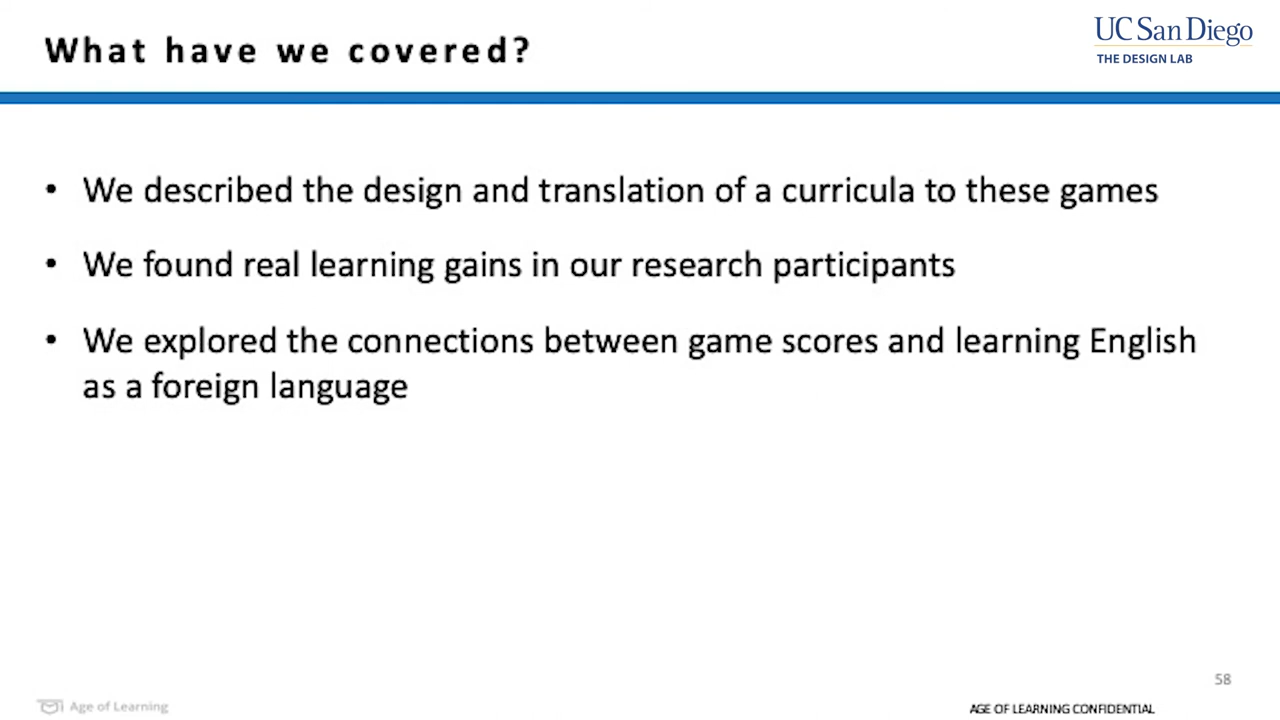 What have we covered?
UC San Diego
THE DESIGN LAB
• We described the design and translation of a curricula to these games
• We found real learning gains in our research participants
• We explored the connections between game scores and learning English
as a foreign language
58
Age of Learning
AGE OF LEARNING CONFIDENTIAL